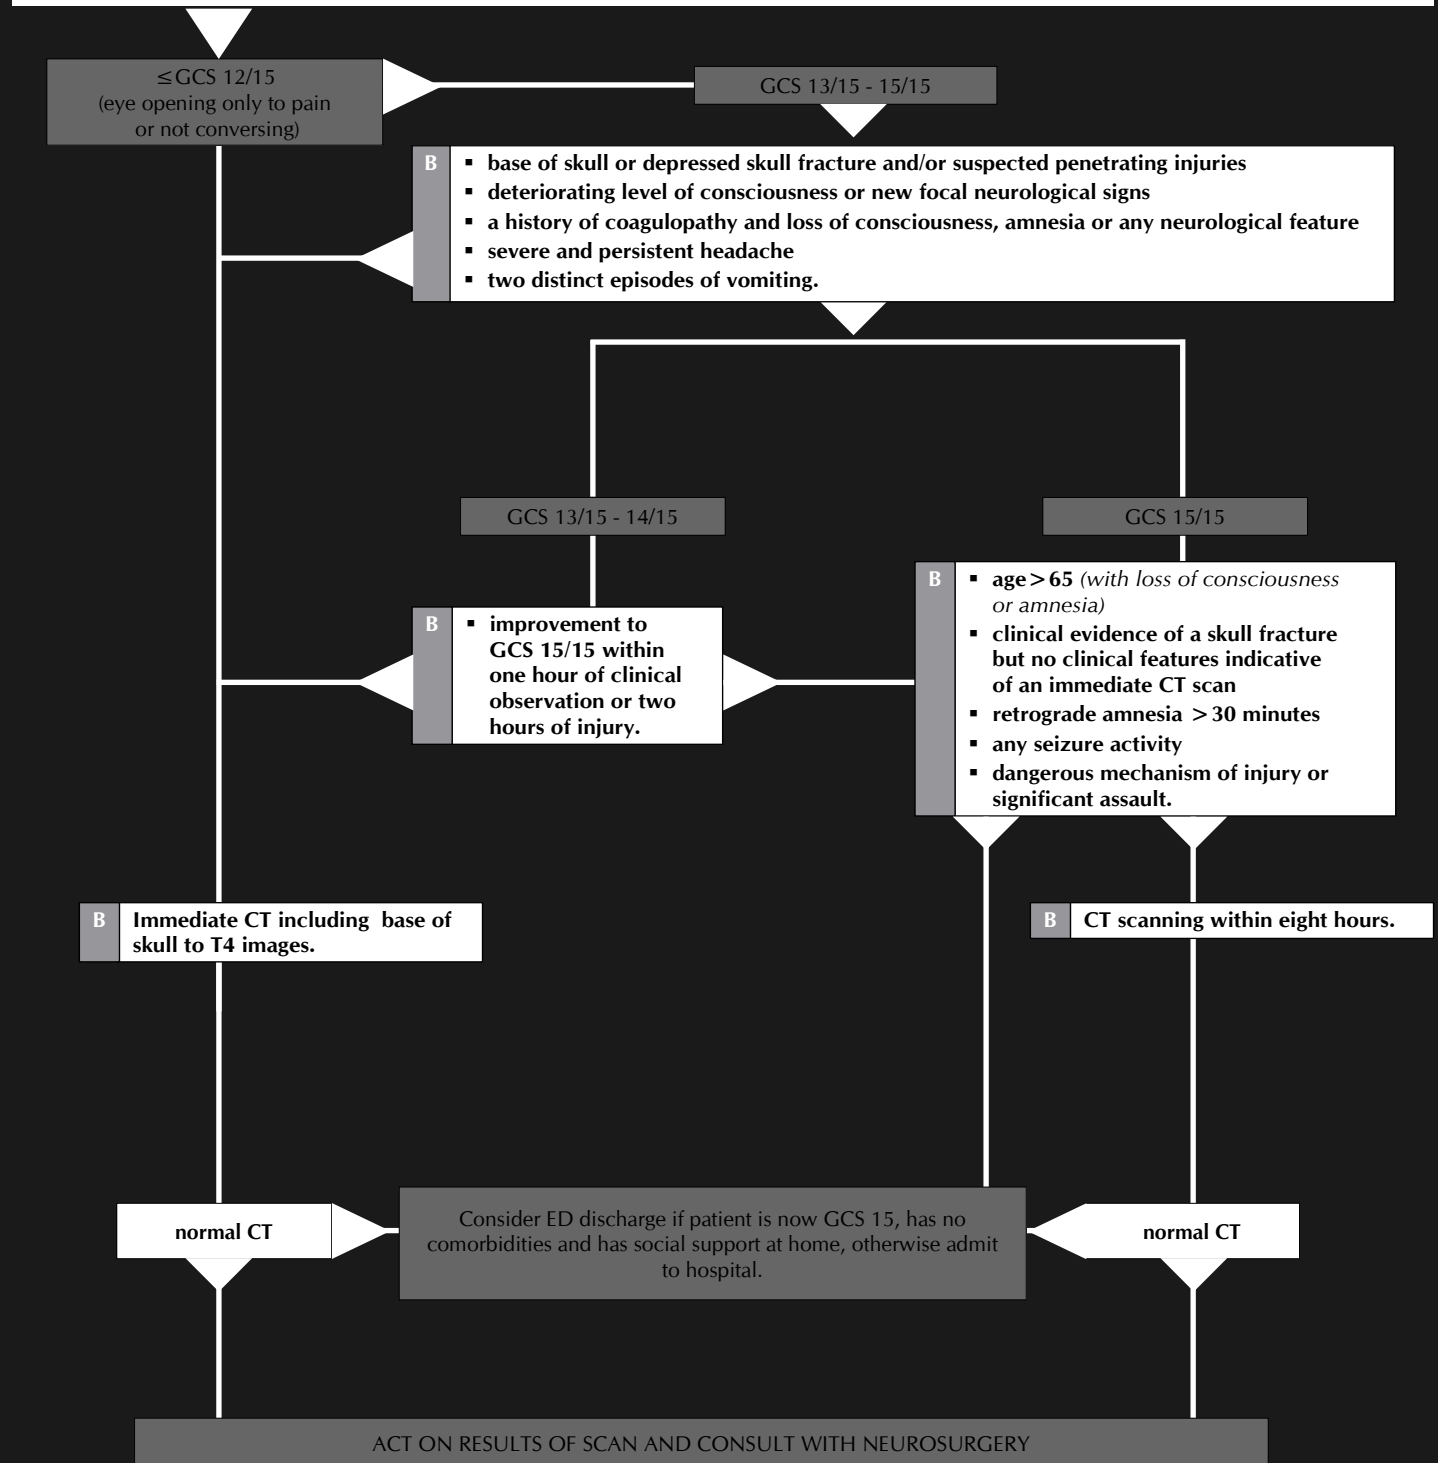 ≤GCS 12/15
(eye opening only to pain
or not conversing)
GCS 13/15 - 15/15
B
▪ base of skull or depressed skull fracture and/or suspected penetrating injuries
▪ deteriorating level of consciousness or new focal neurological signs
▪ a history of coagulopathy and loss of consciousness, amnesia or any neurological feature
▪ severe and persistent headache
▪ two distinct episodes of vomiting.
GCS 13/15 - 14/15
GCS 15/15
B
▪ improvement to
GCS 15/15 within
one hour of clinical
observation or two
hours of injury.
B
▪ age>65 (with loss of consciousness
or amnesia)
▪ clinical evidence of a skull fracture
but no clinical features indicative
of an immediate CT scan
▪ retrograde amnesia >30 minutes
▪ any seizure activity
▪ dangerous mechanism of injury or
significant assault.
B
Immediate CT including base of
skull to T4 images.
B
CT scanning within eight hours.
normal CT
Consider ED discharge if patient is now GCS 15, has no
comorbidities and has social support at home, otherwise admit
to hospital.
normal CT
ACT ON RESULTS OF SCAN AND CONSULT WITH NEUROSURGERY